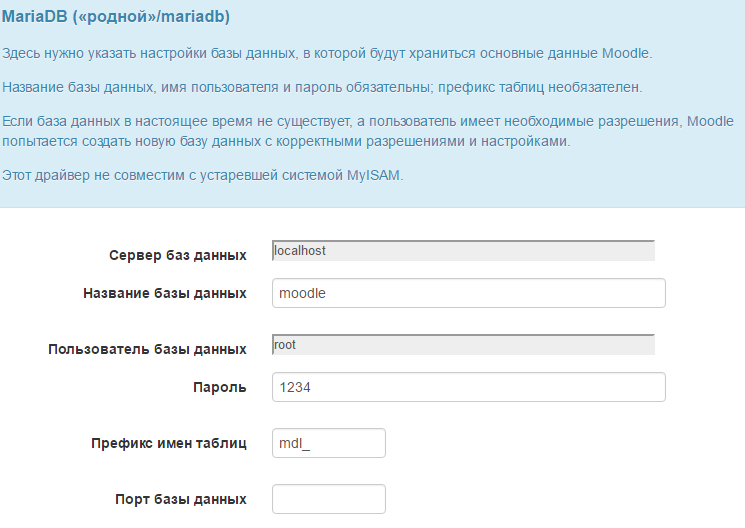 MariaDB («родной»/mariadb)
Здесь нужно указать настройки базы данных, в которой будут храниться основные данные Moodle.
Название базы данных, имя пользователя и пароль обязательны; префикс таблиц необязателен.
Если база данных в настоящее время не существует, а пользователь имеет необходимые разрешения, Moodle
попытается создать новую базу данных с корректными разрешениями и настройками.
Этот драйвер не совместим с устаревшей системой MyISAM.
Сервер баз данных localhost
Название базы данных moodle
Пользователь базы данных root
Пароль 1234
Префикс имен таблиц mdl_
Порт базы данных